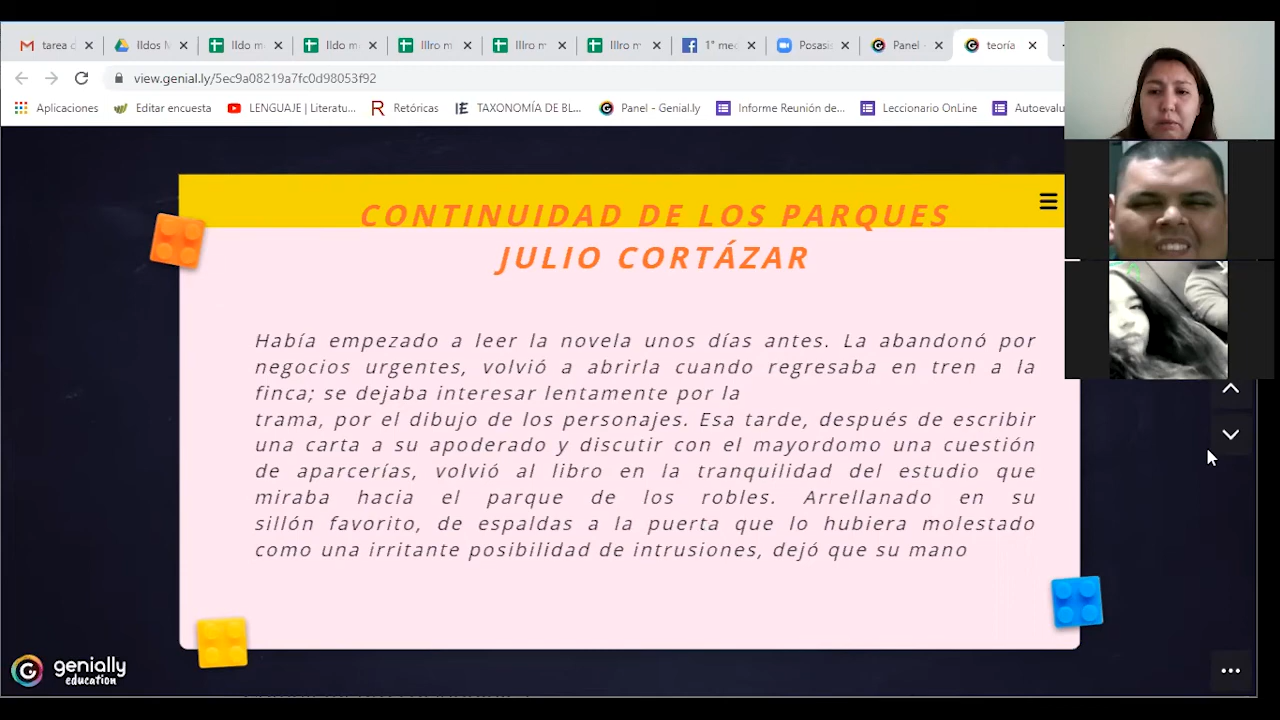 tarea d
Ildos M
Ildo m
Ildo m
IIIro m
IIIro m
IIIro m
1° med
Posasis
Panel -
teoría
view.genial.ly/5ec9a08219a7fc0d98053f92
Aplicaciones
Editar encuesta
LENGUAJE | Literatu...
Retóricas
TAXONOMÍA DE BL...
Panel - Genial.ly
Informe Reunión de...
Leccionario OnLine
Autoevalu
CONTINUIDAD DE LOS PARQUES
JULIO CORTÁZAR
Había empezado a leer la novela unos días antes. La abandonó por
negocios urgentes, volvió a abrirla cuando regresaba en tren a la
finca; se dejaba interesar lentamente por la
trama, por el dibujo de los personajes. Esa tarde, después de escribir
una carta a su apoderado y discutir con el mayordomo una cuestión
de aparcerías, volvió al libro en la tranquilidad del estudio que
miraba hacia el parque de los robles. Arrellanado en su
sillón favorito, de espaldas a la puerta que lo hubiera molestado
como una irritante posibilidad de intrusiones, dejó que su mano
genially
education